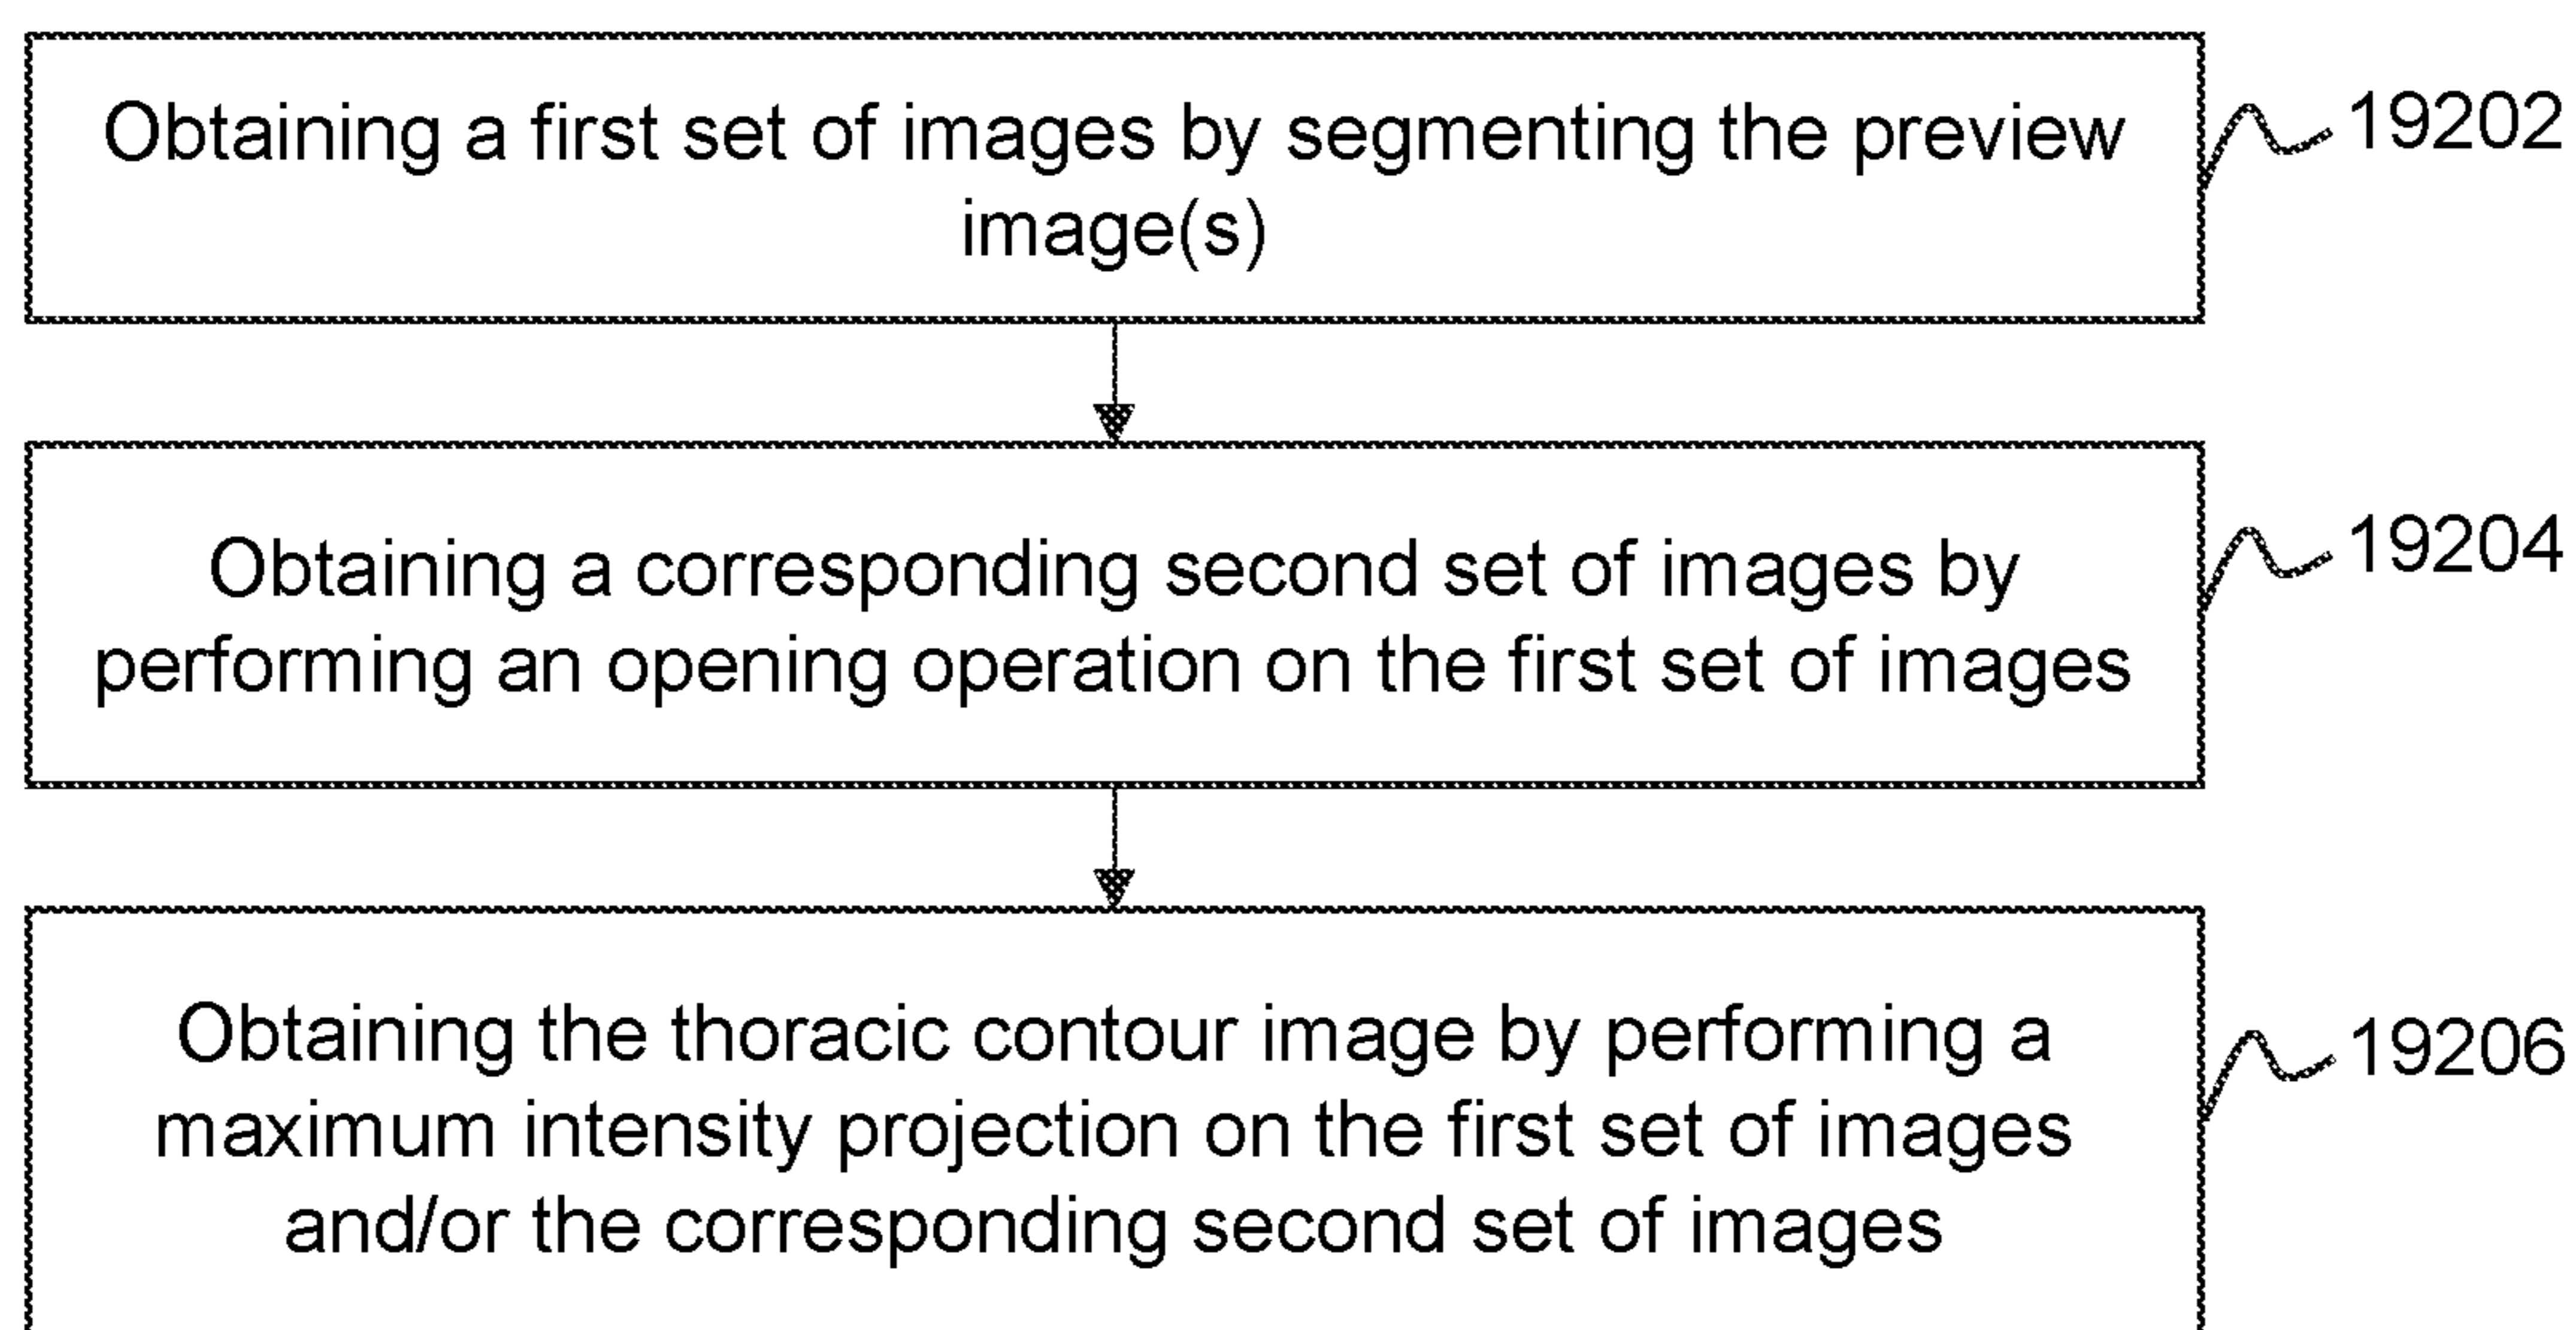 Obtaining a first set of images by segmenting the preview
image(s)
19202
Obtaining a corresponding second set of images by
performing an opening operation on the first set of images
19204
Obtaining the thoracic contour image by performing a
maximum intensity projection on the first set of images
and/or the corresponding second set of images
19206